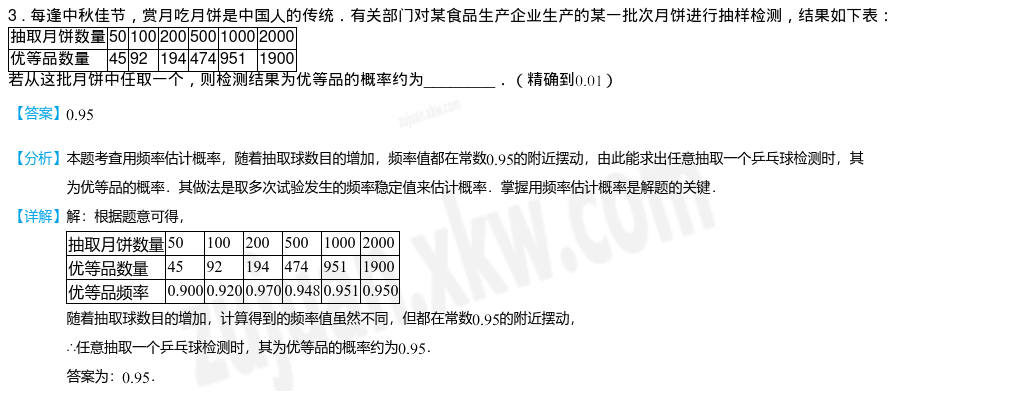 3．每逢中秋佳节，赏月吃月饼是中国人的传统．有关部门对某食品生产企业生产的某一批次月饼进行抽样检测，结果如下表：
抽取月饼数量 50 100 200 500 1000 2000
优等品数量 45 92 194 474 951 1900
若从这批月饼中任取一个，则检测结果为优等品的概率约为_________．（精确到0.01）
【答案】0.95
【分析】本题考查用频率估计概率，随着抽取球数目的增加，频率值都在常数0.95的附近摆动，由此能求出任意抽取一个乒乓球检测时，其
为优等品的概率．其做法是取多次试验发生的频率稳定值来估计概率．掌握用频率估计概率是解题的关键．
【详解】解：根据题意可得，
抽取月饼数量 50 100 200 500 1000 2000
优等品数量 45 92 194 474 951 1900
优等品频率 0.900 0.920 0.970 0.948 0.951 0.950
随着抽取球数目的增加，计算得到的频率值虽然不同，但都在常数0.95的附近摆动，
∴任意抽取一个乒乓球检测时，其为优等品的概率约为0.95．
答案为：0.95．
zujuan.xkw.com
zujuan.xkw.com